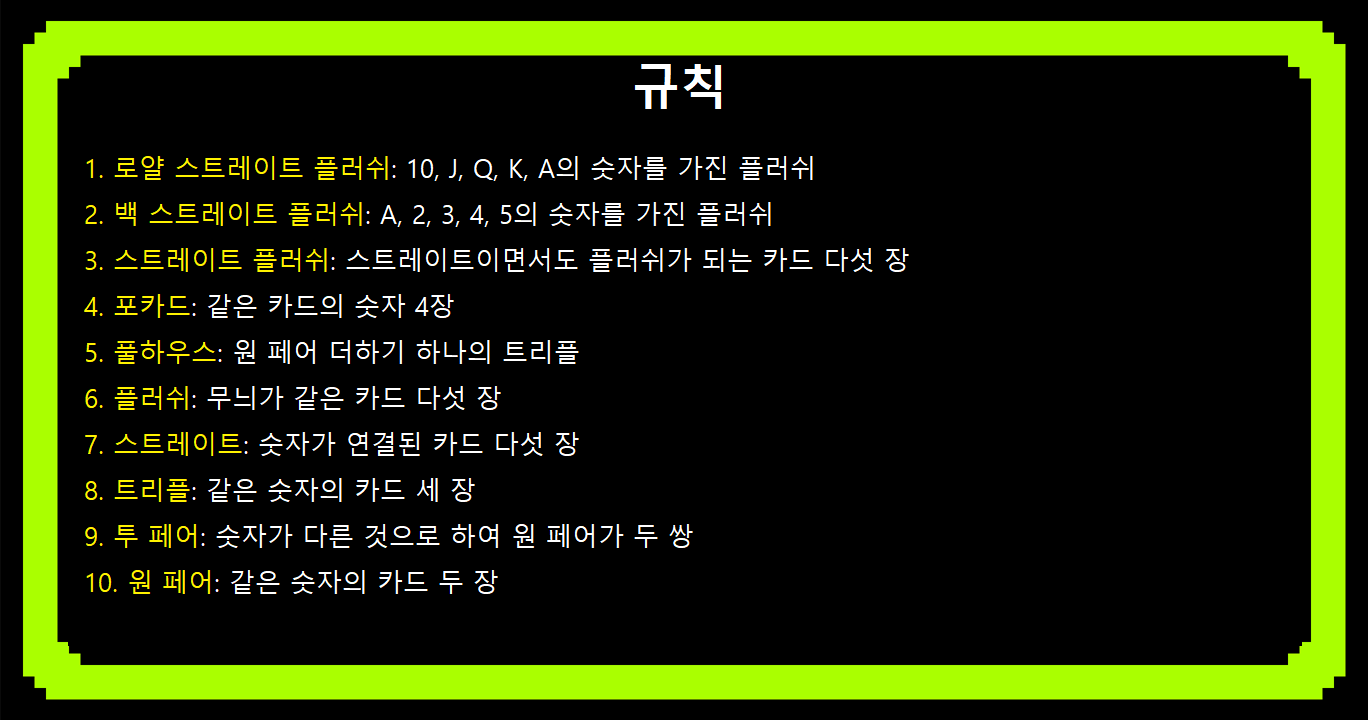 규칙
1. 로얄 스트레이트 플러쉬: 10, J, Q, K, A의 숫자를 가진 플러쉬
2. 백 스트레이트 플러쉬: A, 2, 3, 4, 5의 숫자를 가진 플러쉬
3. 스트레이트 플러쉬: 스트레이트이면서도 플러쉬가 되는 카드 다섯 장
4. 포카드: 같은 카드의 숫자 4장
5. 풀하우스: 원 페어 더하기 하나의 트리플
6. 플러쉬: 무늬가 같은 카드 다섯 장
7. 스트레이트: 숫자가 연결된 카드 다섯 장
8. 트리플: 같은 숫자의 카드 세 장
9. 투 페어: 숫자가 다른 것으로 하여 원 페어가 두 쌍
10. 원 페어: 같은 숫자의 카드 두 장